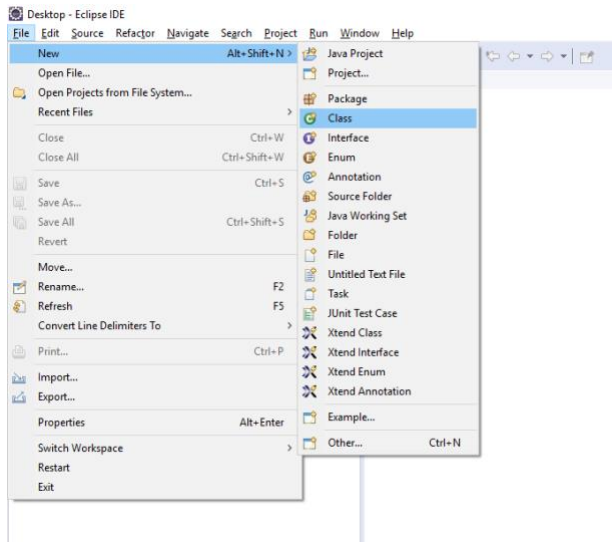 Desktop - Eclipse IDE
File Edit Source Refactor Navigate Search Project Run Window Help
New Alt+Shift+N >
Open File...
Open Projects from File System...
Recent Files >
Close Ctrl+W
Close All Ctrl+Shift+W
Save Ctrl+S
Save As...
Save All Ctrl+Shift+S
Revert
Move...
Rename... F2
Refresh F5
Convert Line Delimiters To >
Print... Ctrl+P
Import...
Export...
Properties Alt+Enter
Switch Workspace >
Restart
Exit
Java Project
Project...
Package
Class
Interface
Enum
Annotation
Source Folder
Java Working Set
Folder
File
Untitled Text File
Task
JUnit Test Case
Xtend Class
Xtend Interface
Xtend Enum
Xtend Annotation
Example...
Other... Ctrl+N